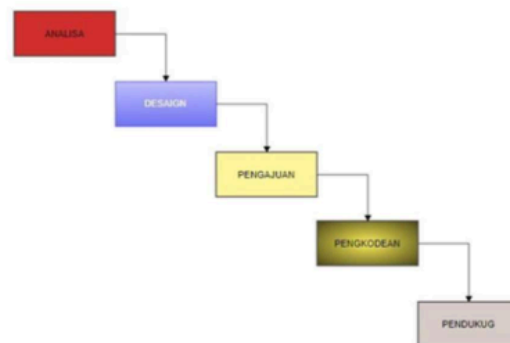 ANALISA
DESAIGN
PENGAJUAN
PENGKODEAN
PENDUKUG